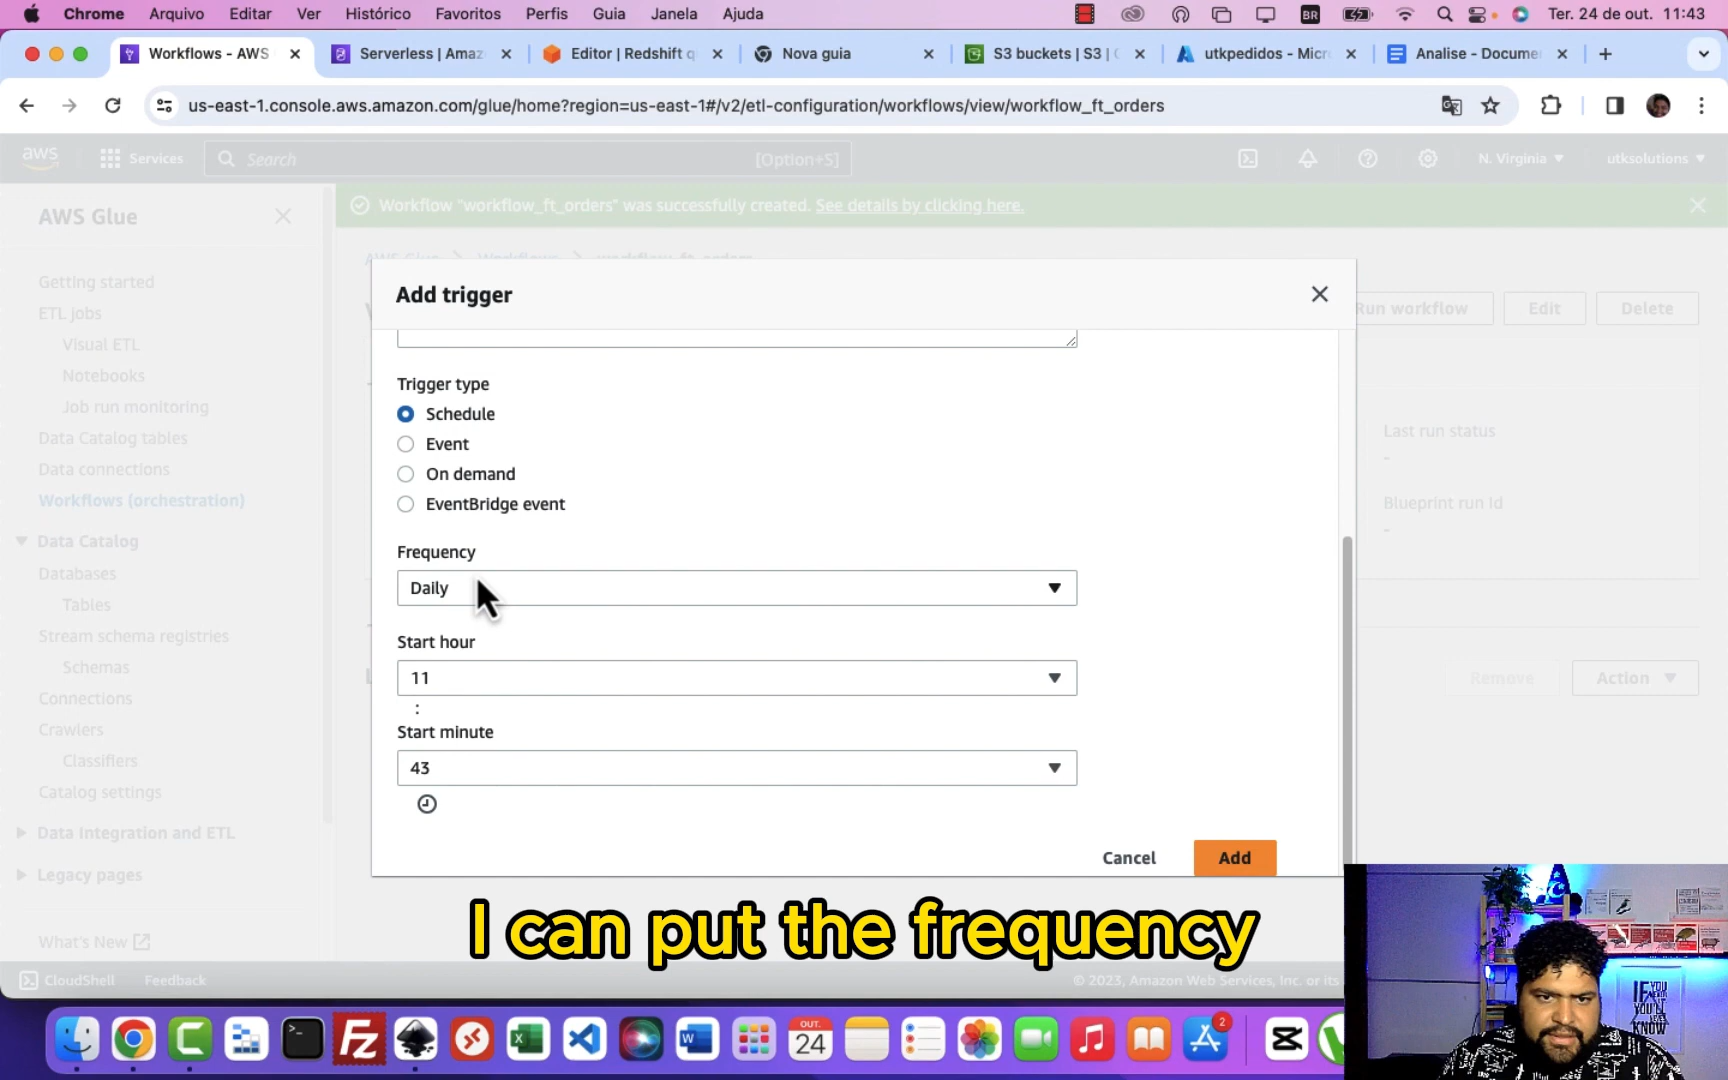 Chrome Arquivo Editar Ver Histórico Favoritos Perfis Guia Janela Ajuda BR Ter. 24 de out. 11:43
Workflows - AWS Serverless | Amaz Editor | Redshift q Nova guia S3 buckets | S3 | utkpedidos - Micr Analise - Docume
us-east-1.console.aws.amazon.com/glue/home?region=us-east-1#/v2/etl-configuration/workflows/view/workflow_ft_orders
aws Services Search [Option+S] N. Virginia utksolutions
AWS Glue
Workflow "workflow_ft_orders" was successfully created. See details by clicking here.
Getting started
ETL jobs
Visual ETL
Notebooks
Job run monitoring
Data Catalog tables
Data connections
Workflows (orchestration)
Data Catalog
Databases
Tables
Stream schema registries
Schemas
Connections
Crawlers
Classifiers
Catalog settings
Data Integration and ETL
Legacy pages
What's New
Run workflow Edit Delete
Last run status
-
Blueprint run Id
-
Remove Action
Add trigger
Trigger type
Schedule
Event
On demand
EventBridge event
Frequency
Daily
Start hour
11
:
Start minute
43
Cancel Add
I can put the frequency
CloudShell Feedback © 2023, Amazon Web Services, Inc. or its
OUT.
24
2
IF
YOU
YOU'LL
KNOW